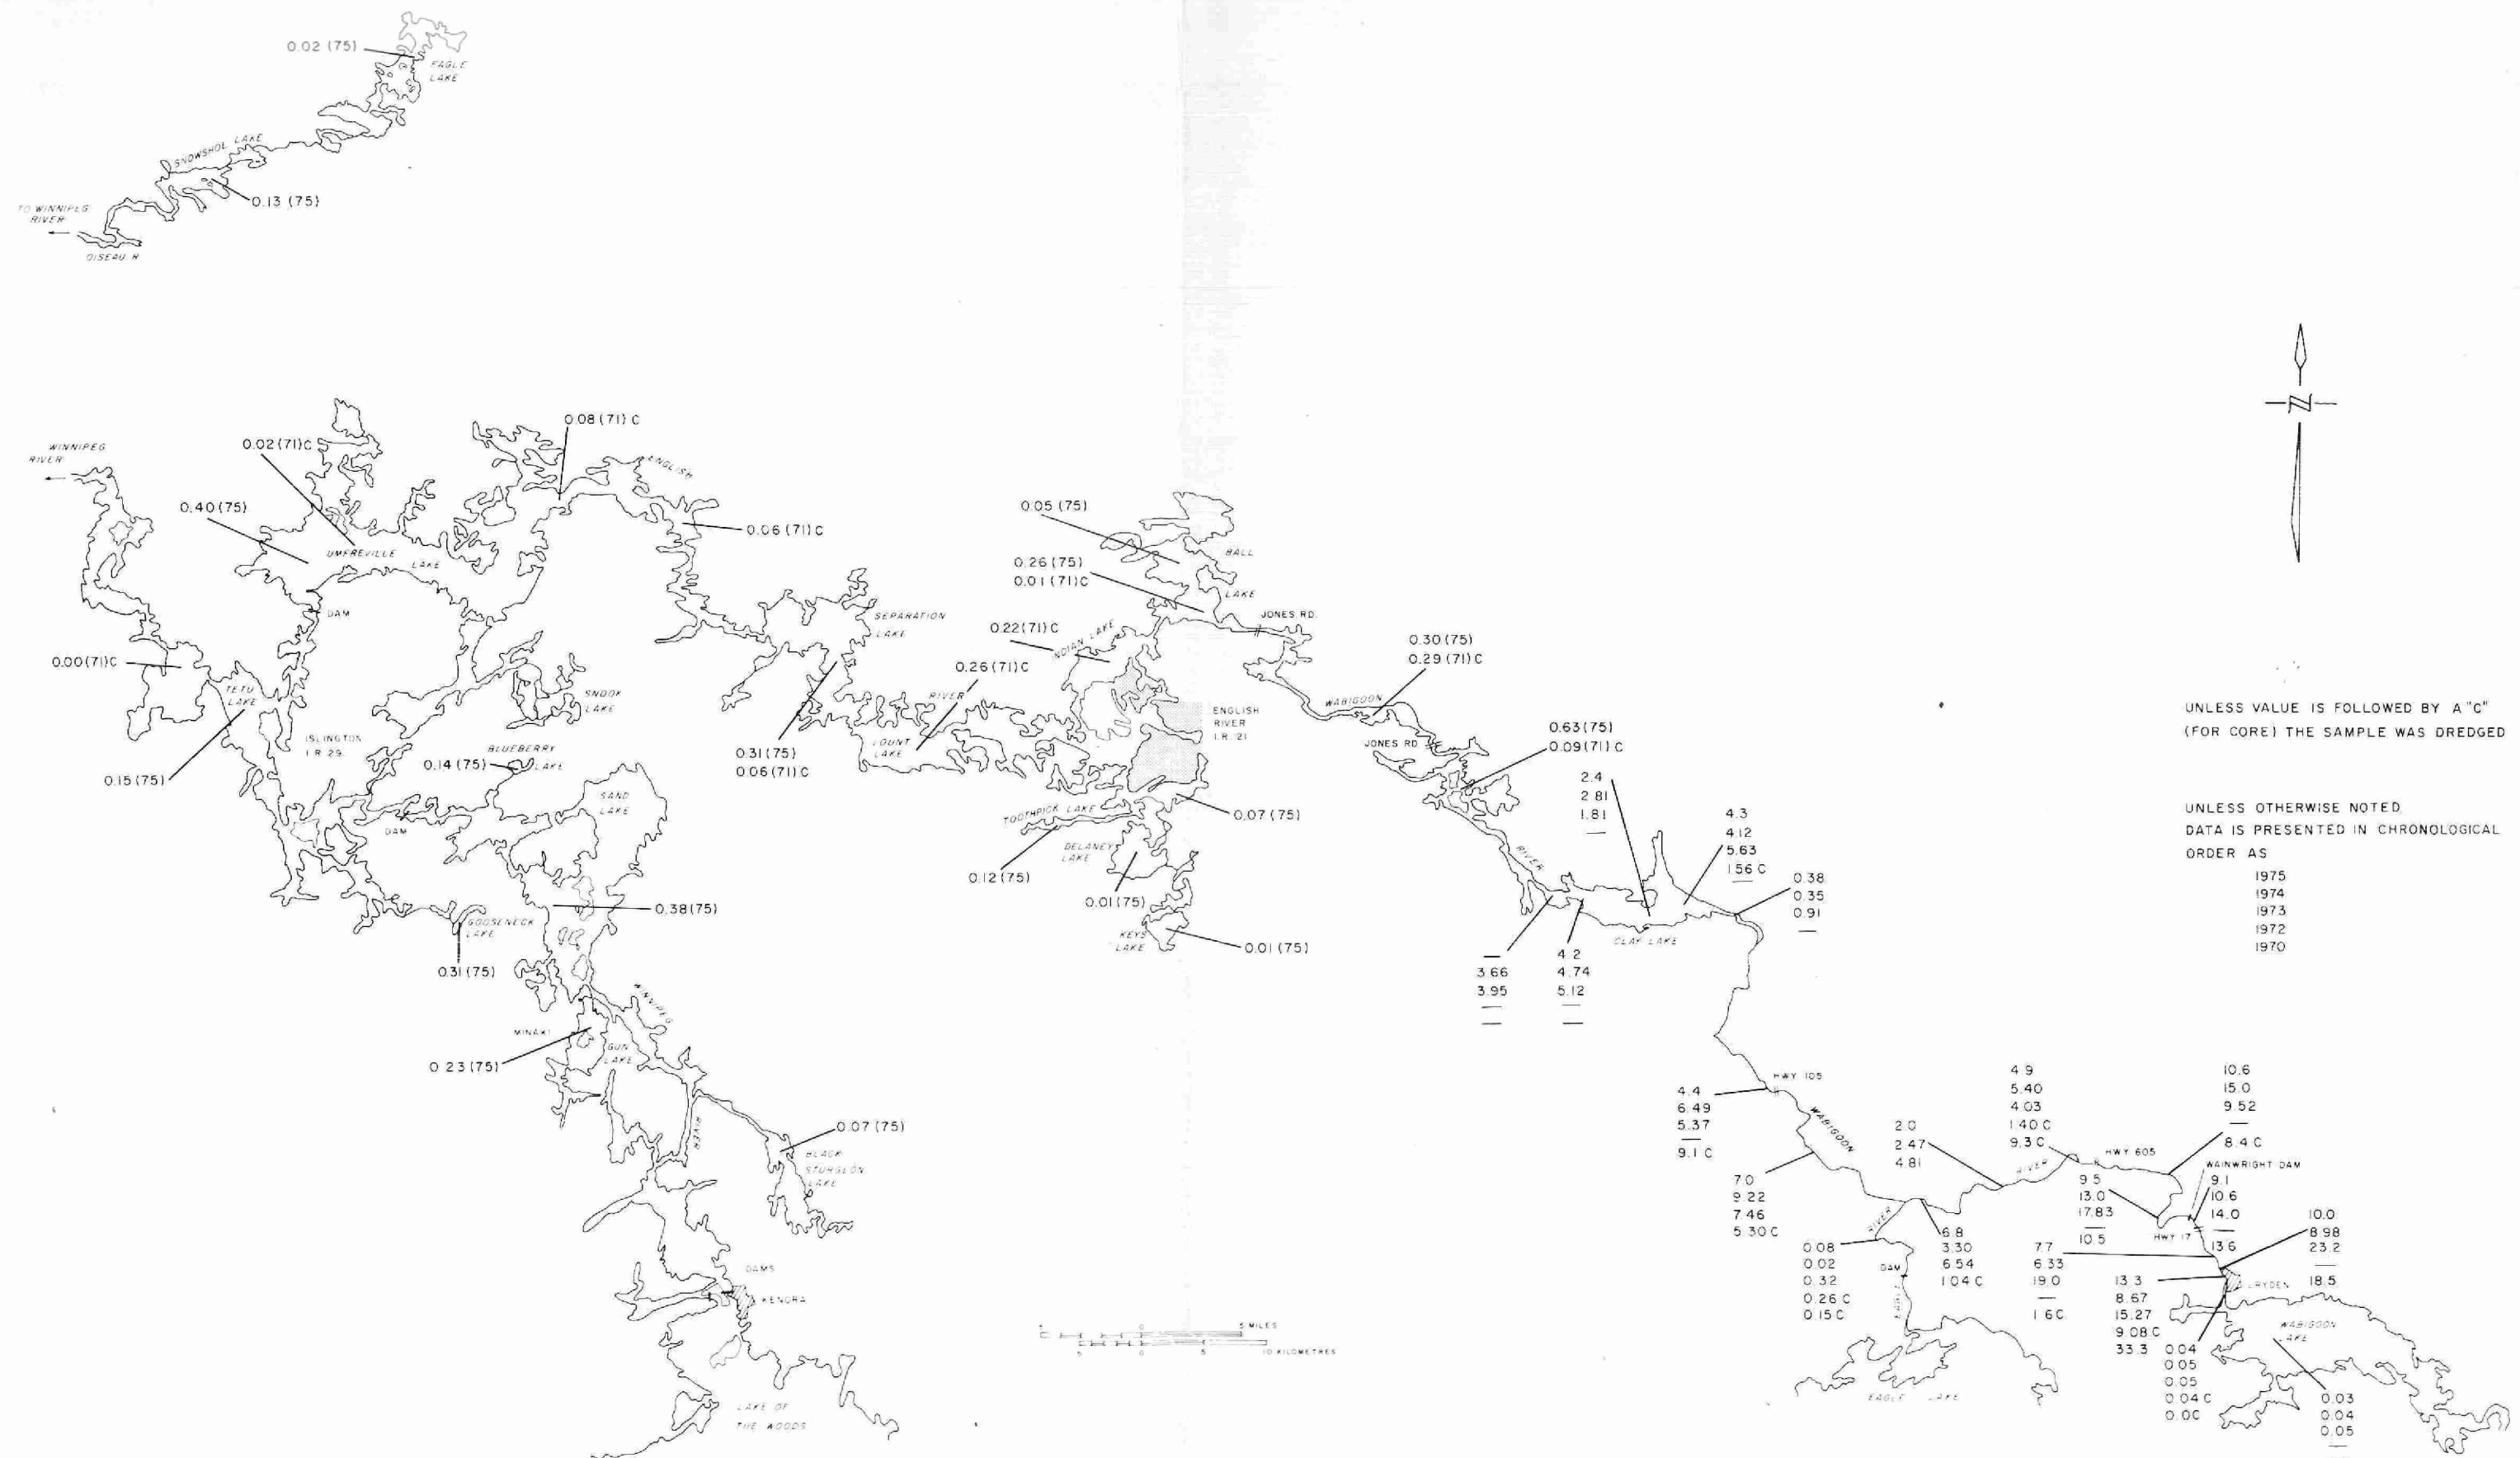 0.02 (75)
EAGLE
LAKE
SNOWSHOE LAKE
0.13 (75)
TO WINNIPEG
RIVER
OISEAU R
WINNIPEG
RIVER
0.02 (71) C
0.08 (71) C
ENGLISH
0.40 (75)
0.06 (71) C
UMFREVILLE
LAKE
DAM
0.00 (71) C
TETU
LAKE
0.15 (75)
ISLINGTON
I.R. 29
SNOOK
LAKE
BLUEBERRY
LAKE
0.14 (75)
SAND
LAKE
DAM
0.38 (75)
GOOSENECK
LAKE
0.31 (75)
WINNIPEG
MINAKI
GUN
LAKE
0.23 (75)
RIVER
0.07 (75)
BLACK
STURGEON
LAKE
DAMS
KENORA
LAKE OF
THE WOODS
SEPARATION
LAKE
0.31 (75)
0.06 (71) C
0.26 (71) C
RIVER
LOUNT
LAKE
0.05 (75)
0.26 (75)
0.01 (71) C
BALL
LAKE
JONES RD.
0.22 (71) C
INDIAN LAKE
ENGLISH
RIVER
I.R. 21
TOOTHPICK LAKE
0.07 (75)
DELANEY
LAKE
0.12 (75)
0.01 (75)
KEYS
LAKE
0.01 (75)
0.30 (75)
0.29 (71) C
WABIGOON
JONES RD
0.63 (75)
0.09 (71) C
RIVER
2.4
2.81
1.81
—
4.3
4.12
5.63
1.56 C
—
0.38
0.35
0.91
—
CLAY LAKE
—
3.66
3.95
—
—
4.2
4.74
5.12
—
—
HWY 105
4.4
6.49
5.37
—
9.1 C
WABIGOON
7.0
9.22
7.46
5.30 C
2.0
2.47
4.81
4.9
5.40
4.03
1.40 C
9.3 C
RIVER
HWY 605
10.6
15.0
9.52
—
8.4 C
WAINWRIGHT DAM
9.1
10.6
14.0
—
13.6
9.5
13.0
17.83
—
10.5
HWY 17
RIVER
0.08
0.02
0.32
0.26 C
0.15 C
DAM
EAGLE
6.8
3.30
6.54
1.04 C
7.7
6.33
19.0
—
1.6C
10.0
8.98
23.2
—
18.5
DRYDEN
13.3
8.67
15.27
9.08 C
33.3
0.04
0.05
0.05
0.04 C
0.0C
WABIGOON
LAKE
0.03
0.04
0.05
—
EAGLE LAKE
5 MILES
5 0 5 10 KILOMETRES
N
UNLESS VALUE IS FOLLOWED BY A "C"
(FOR CORE) THE SAMPLE WAS DREDGED
UNLESS OTHERWISE NOTED
DATA IS PRESENTED IN CHRONOLOGICAL
ORDER AS
1975
1974
1973
1972
1970